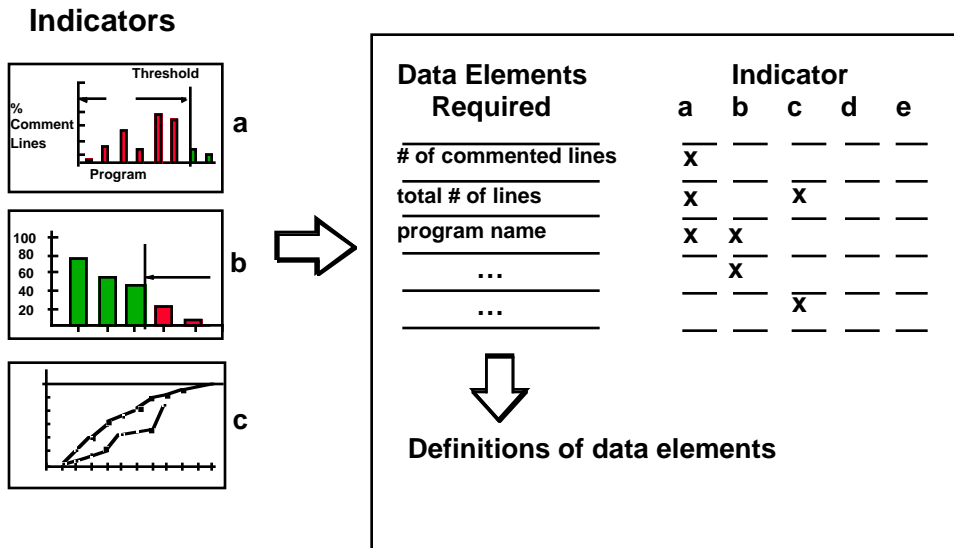 Indicators
Threshold
%
Comment
Lines
Program
a
100
80
60
40
20
b
c
Data Elements
Required
Indicator
a b c d e
# of commented lines x
total # of lines x x
program name x x
... x
... x
Definitions of data elements